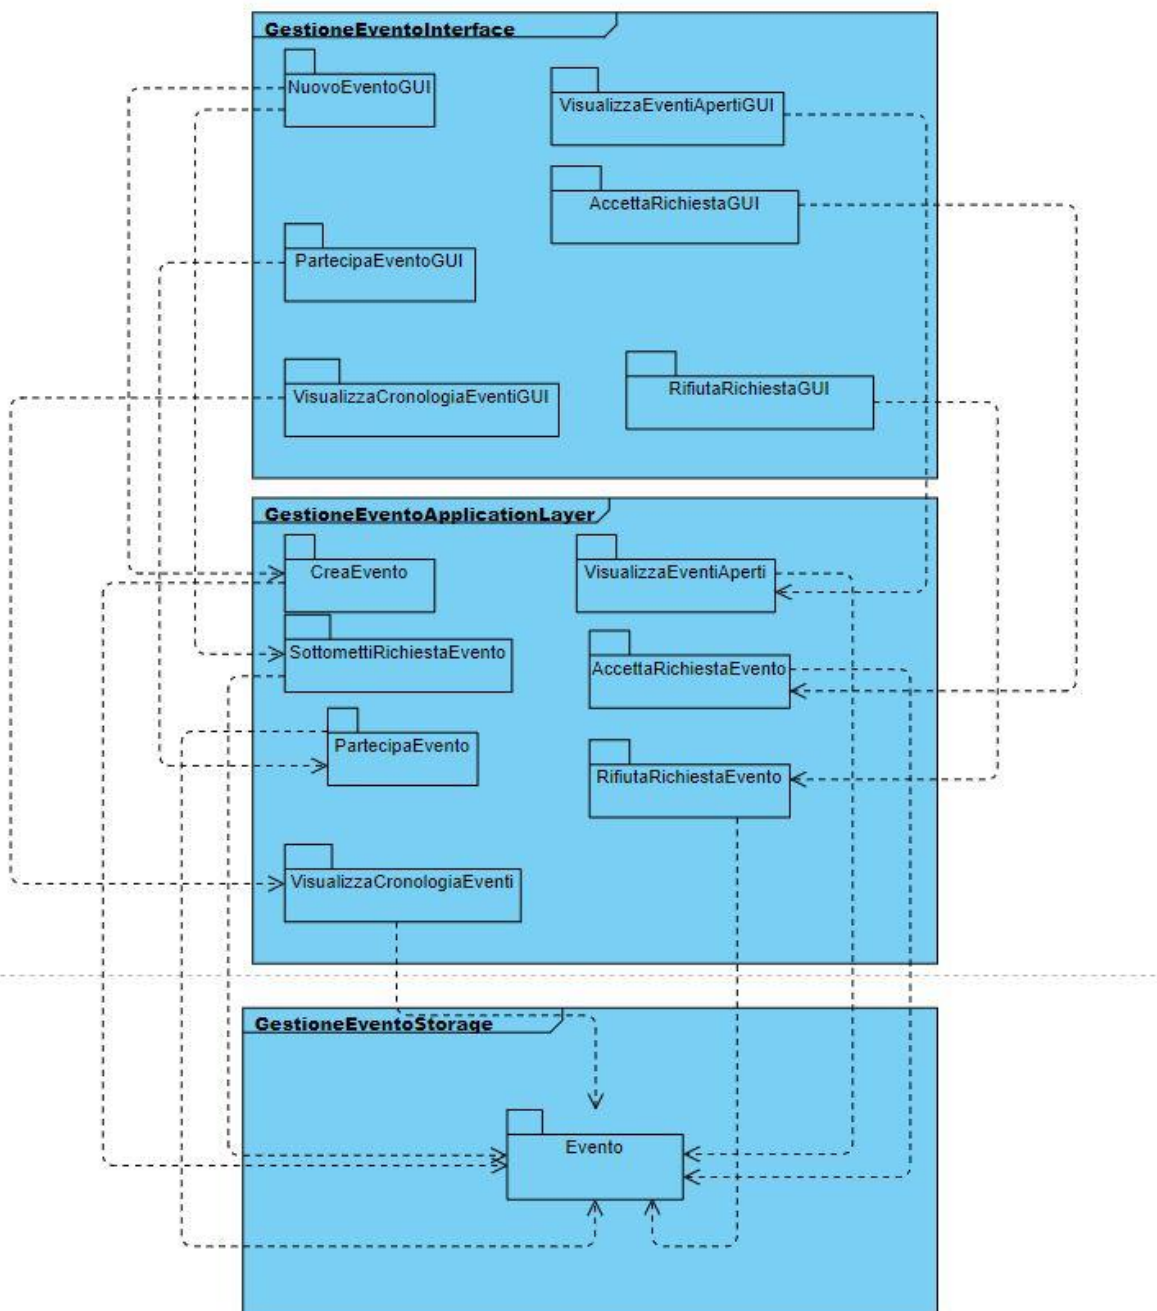 GestioneEventoInterface
NuovoEventoGUI
VisualizzaEventiApertiGUI
AccettaRichiestaGUI
PartecipaEventoGUI
VisualizzaCronologiaEventiGUI
RifiutaRichiestaGUI
GestioneEventoApplicationLayer
CreaEvento
VisualizzaEventiAperti
SottomettiRichiestaEvento
AccettaRichiestaEvento
PartecipaEvento
RifiutaRichiestaEvento
VisualizzaCronologiaEventi
GestioneEventoStorage
Evento